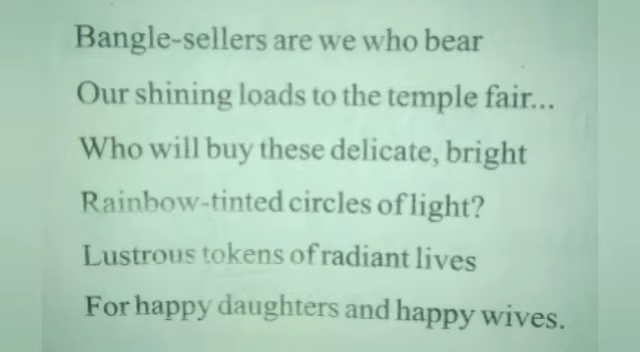 Bangle-sellers are we who bear
Our shining loads to the temple fair...
Who will buy these delicate, bright
Rainbow-tinted circles of light?
Lustrous tokens of radiant lives
For happy daughters and happy wives.